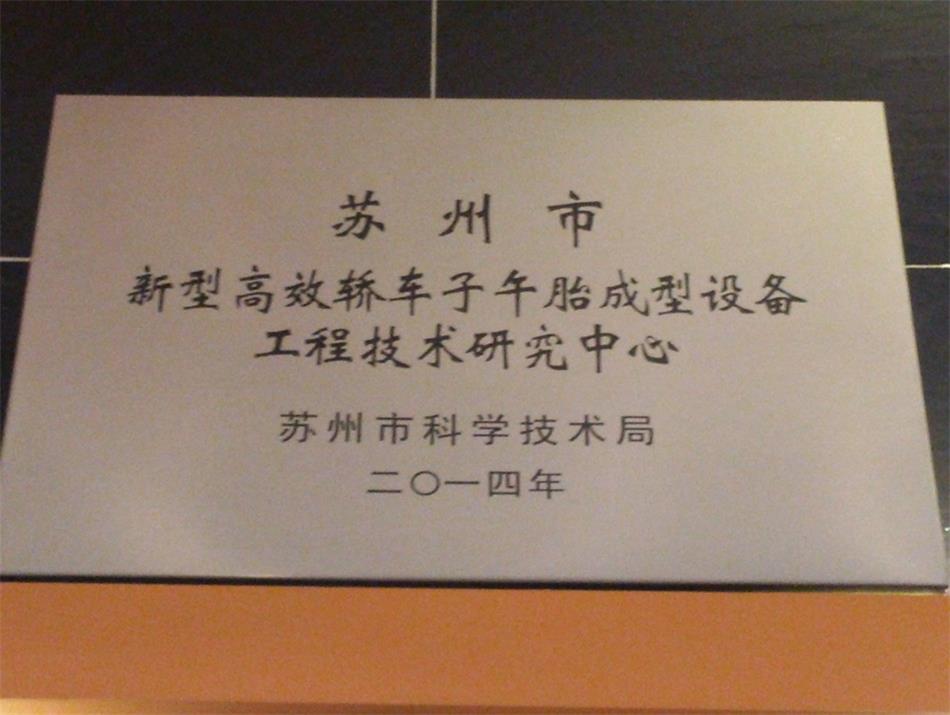 苏州市
新型高效轿车子午胎成型设备
工程技术研究中心
苏州市科学技术局
二〇一四年